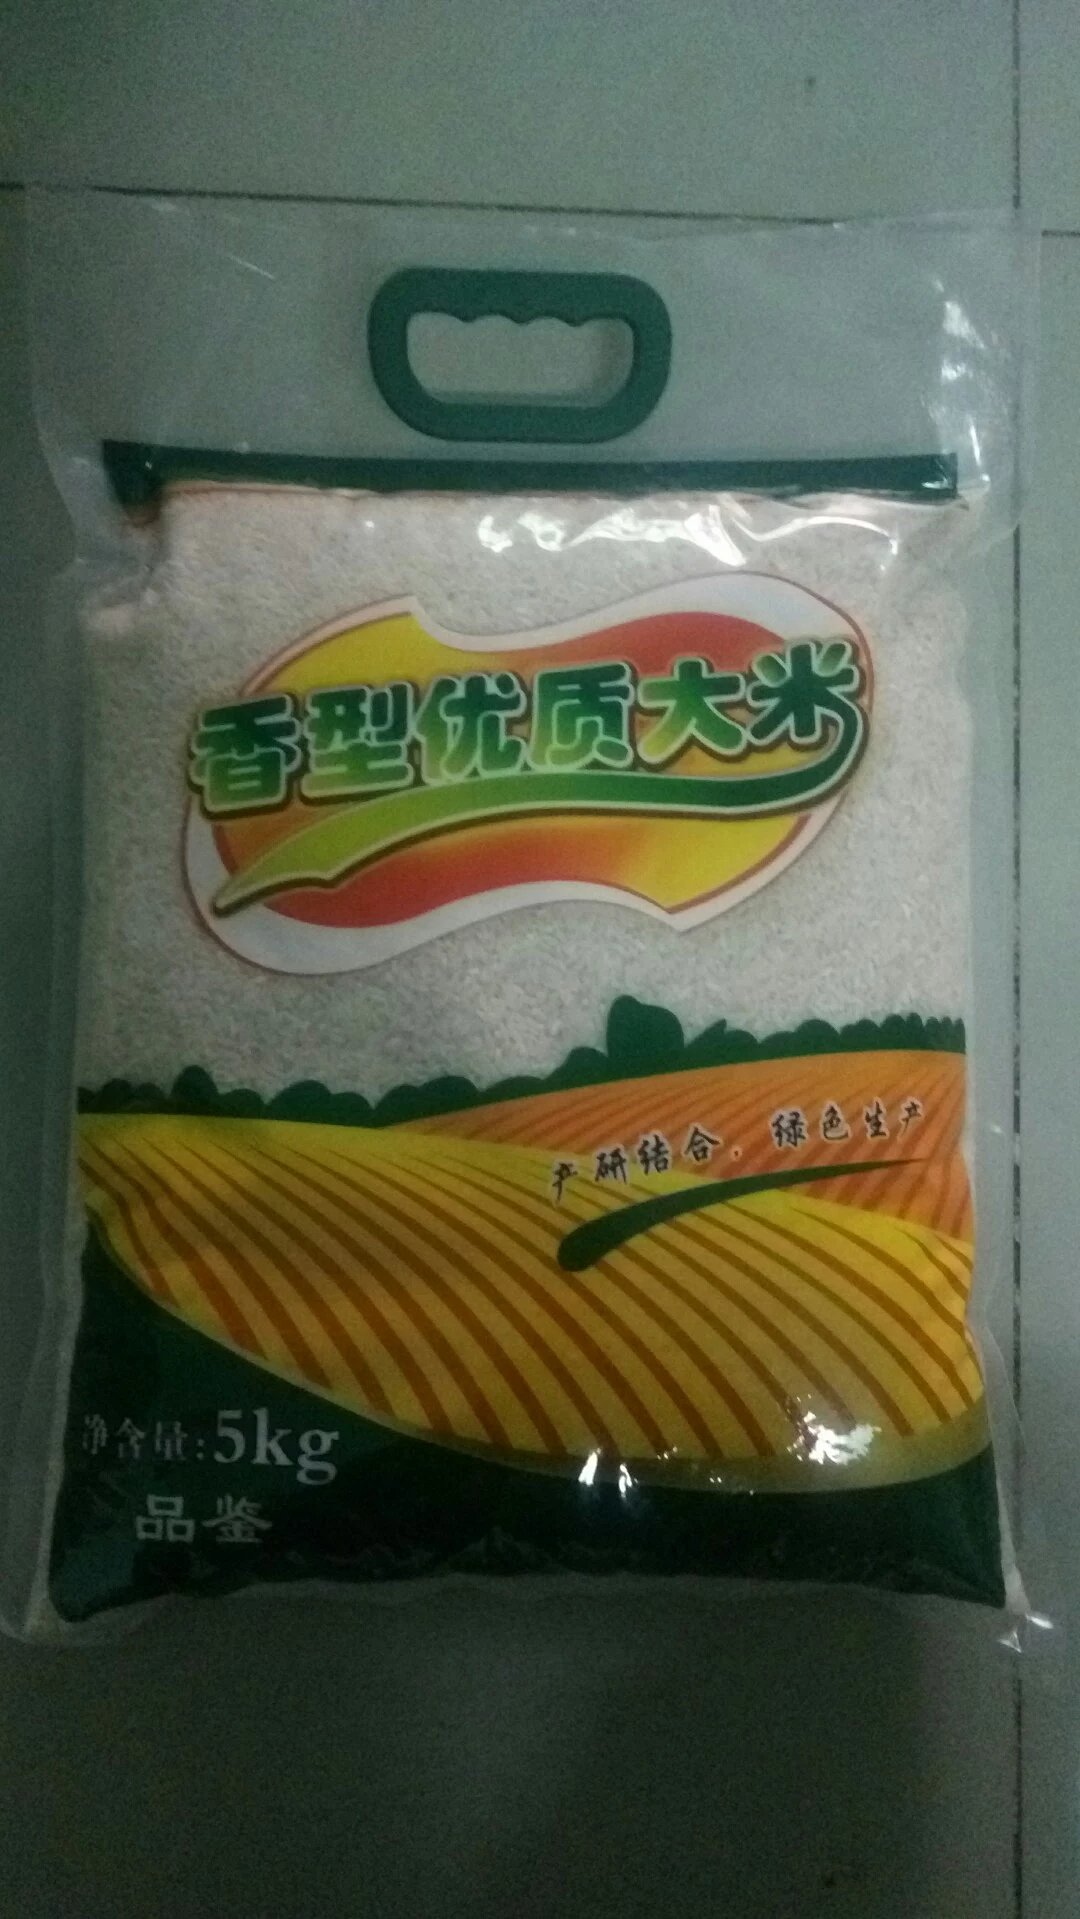 香型优质大米
产研结合，绿色生产
净含量:5kg
品鉴